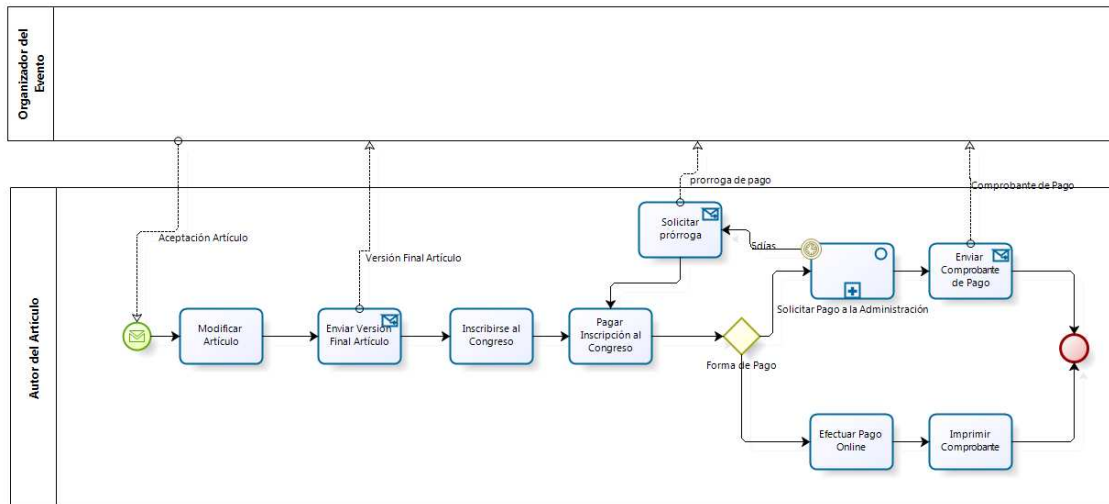 Organizador del
Evento
Aceptación Artículo
Versión Final Artículo
prorroga de pago
Comprobante de Pago
Autor del Artículo
Modificar
Artículo
Enviar Versión
Final Artículo
Inscribirse al
Congreso
Pagar
Inscripción al
Congreso
Solicitar
prórroga
5días
Forma de Pago
Solicitar Pago a la Administración
Enviar
Comprobante
de Pago
Efectuar Pago
Online
Imprimir
Comprobante